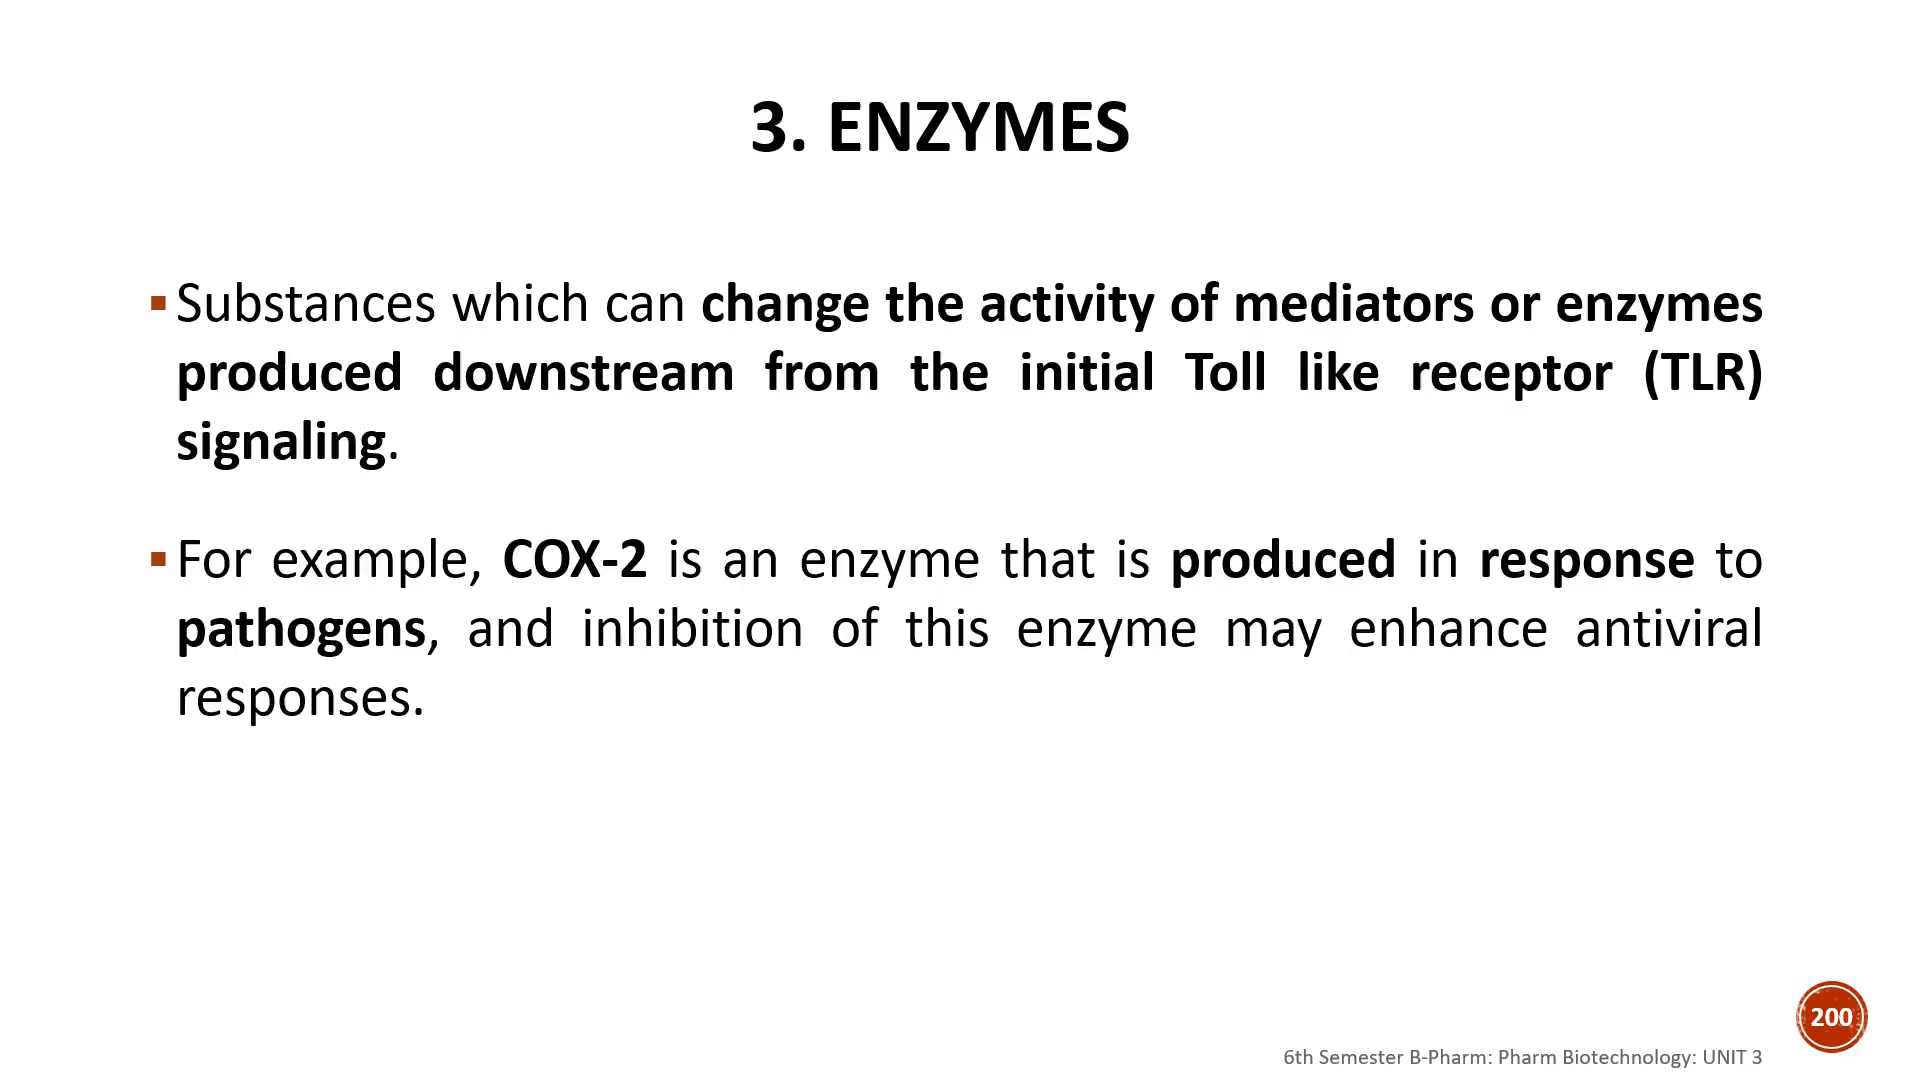 3. ENZYMES
▪Substances which can change the activity of mediators or enzymes
produced downstream from the initial Toll like receptor (TLR)
signaling.
▪For example, COX-2 is an enzyme that is produced in response to
pathogens, and inhibition of this enzyme may enhance antiviral
responses.
200
6th Semester B-Pharm: Pharm Biotechnology: UNIT 3